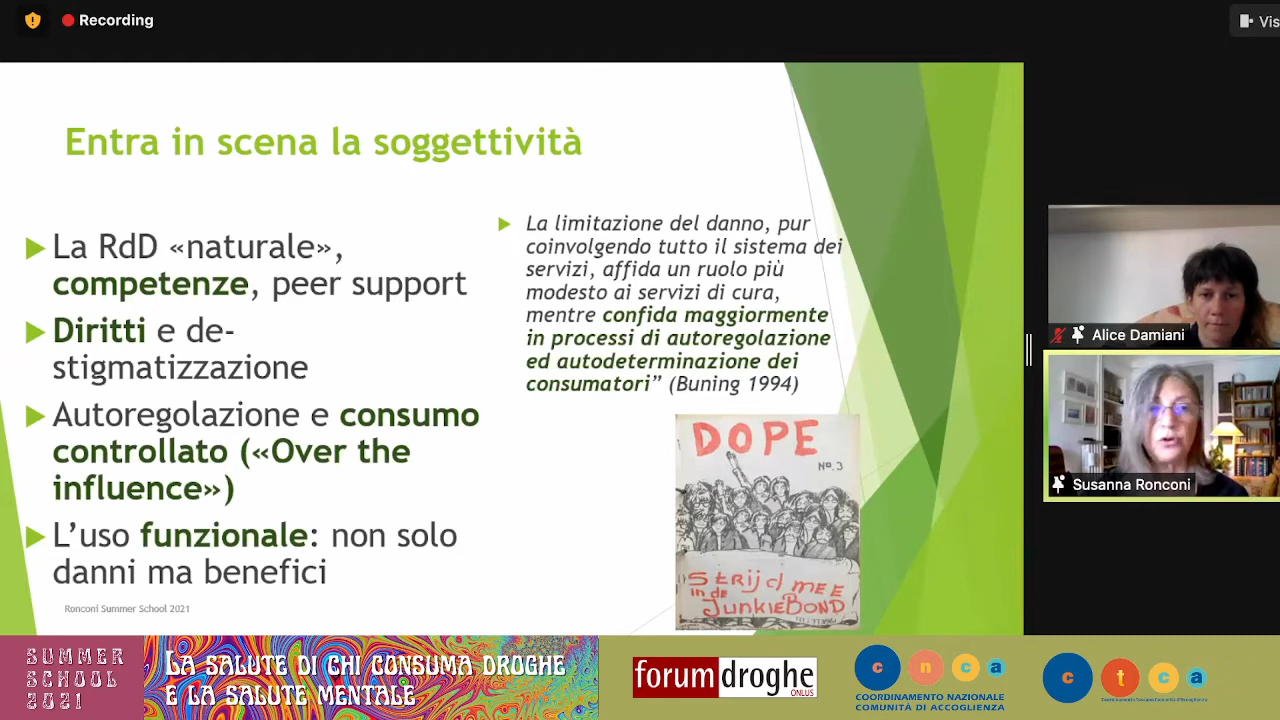 Recording
Vis
Entra in scena la soggettività
La RdD «naturale»,
competenze, peer support
Diritti e de-
stigmatizzazione
Autoregolazione e consumo
controllato («Over the
influence»)
L’uso funzionale: non solo
danni ma benefici
La limitazione del danno, pur
coinvolgendo tutto il sistema dei
servizi, affida un ruolo più
modesto ai servizi di cura,
mentre confida maggiormente
in processi di autoregolazione
ed autodeterminazione dei
consumatori” (Buning 1994)
DOPE
No. 3
STRIJD MEE
in de
JUNKIEBOND
Ronconi Summer School 2021
Alice Damiani
Susanna Ronconi
SUMMER
SCHOOL
2021
LA SALUTE DI CHI CONSUMA DROGHE
E LA SALUTE MENTALE
forumdroghe
ONLUS
c n c a
COORDINAMENTO NAZIONALE
COMUNITÀ DI ACCOGLIENZA
c t c a